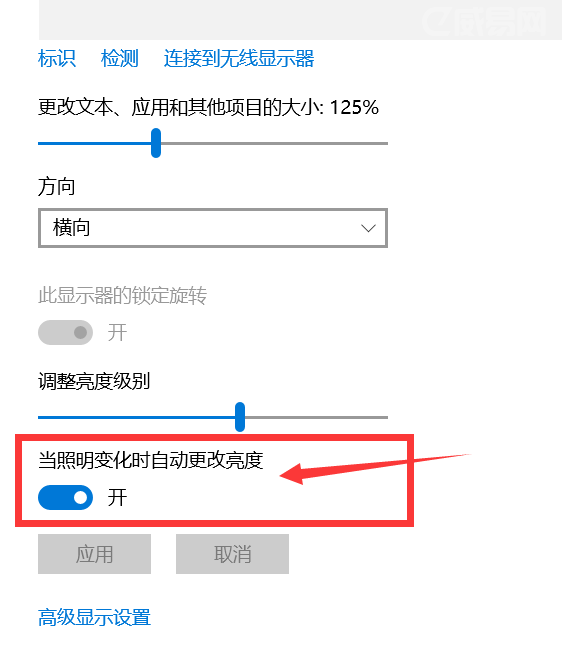 威易网
标识 检测 连接到无线显示器
更改文本、应用和其他项目的大小: 125%
方向
横向
此显示器的锁定旋转
开
调整亮度级别
当照明变化时自动更改亮度
开
应用 取消
高级显示设置